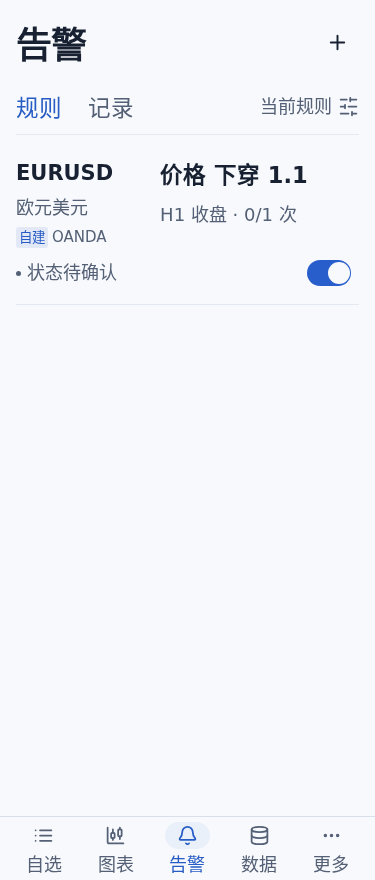 告警
规则 记录 当前规则
EURUSD
欧元美元
自建 OANDA
价格 下穿 1.1
H1 收盘 · 0/1 次
• 状态待确认
自选 图表 告警 数据 更多